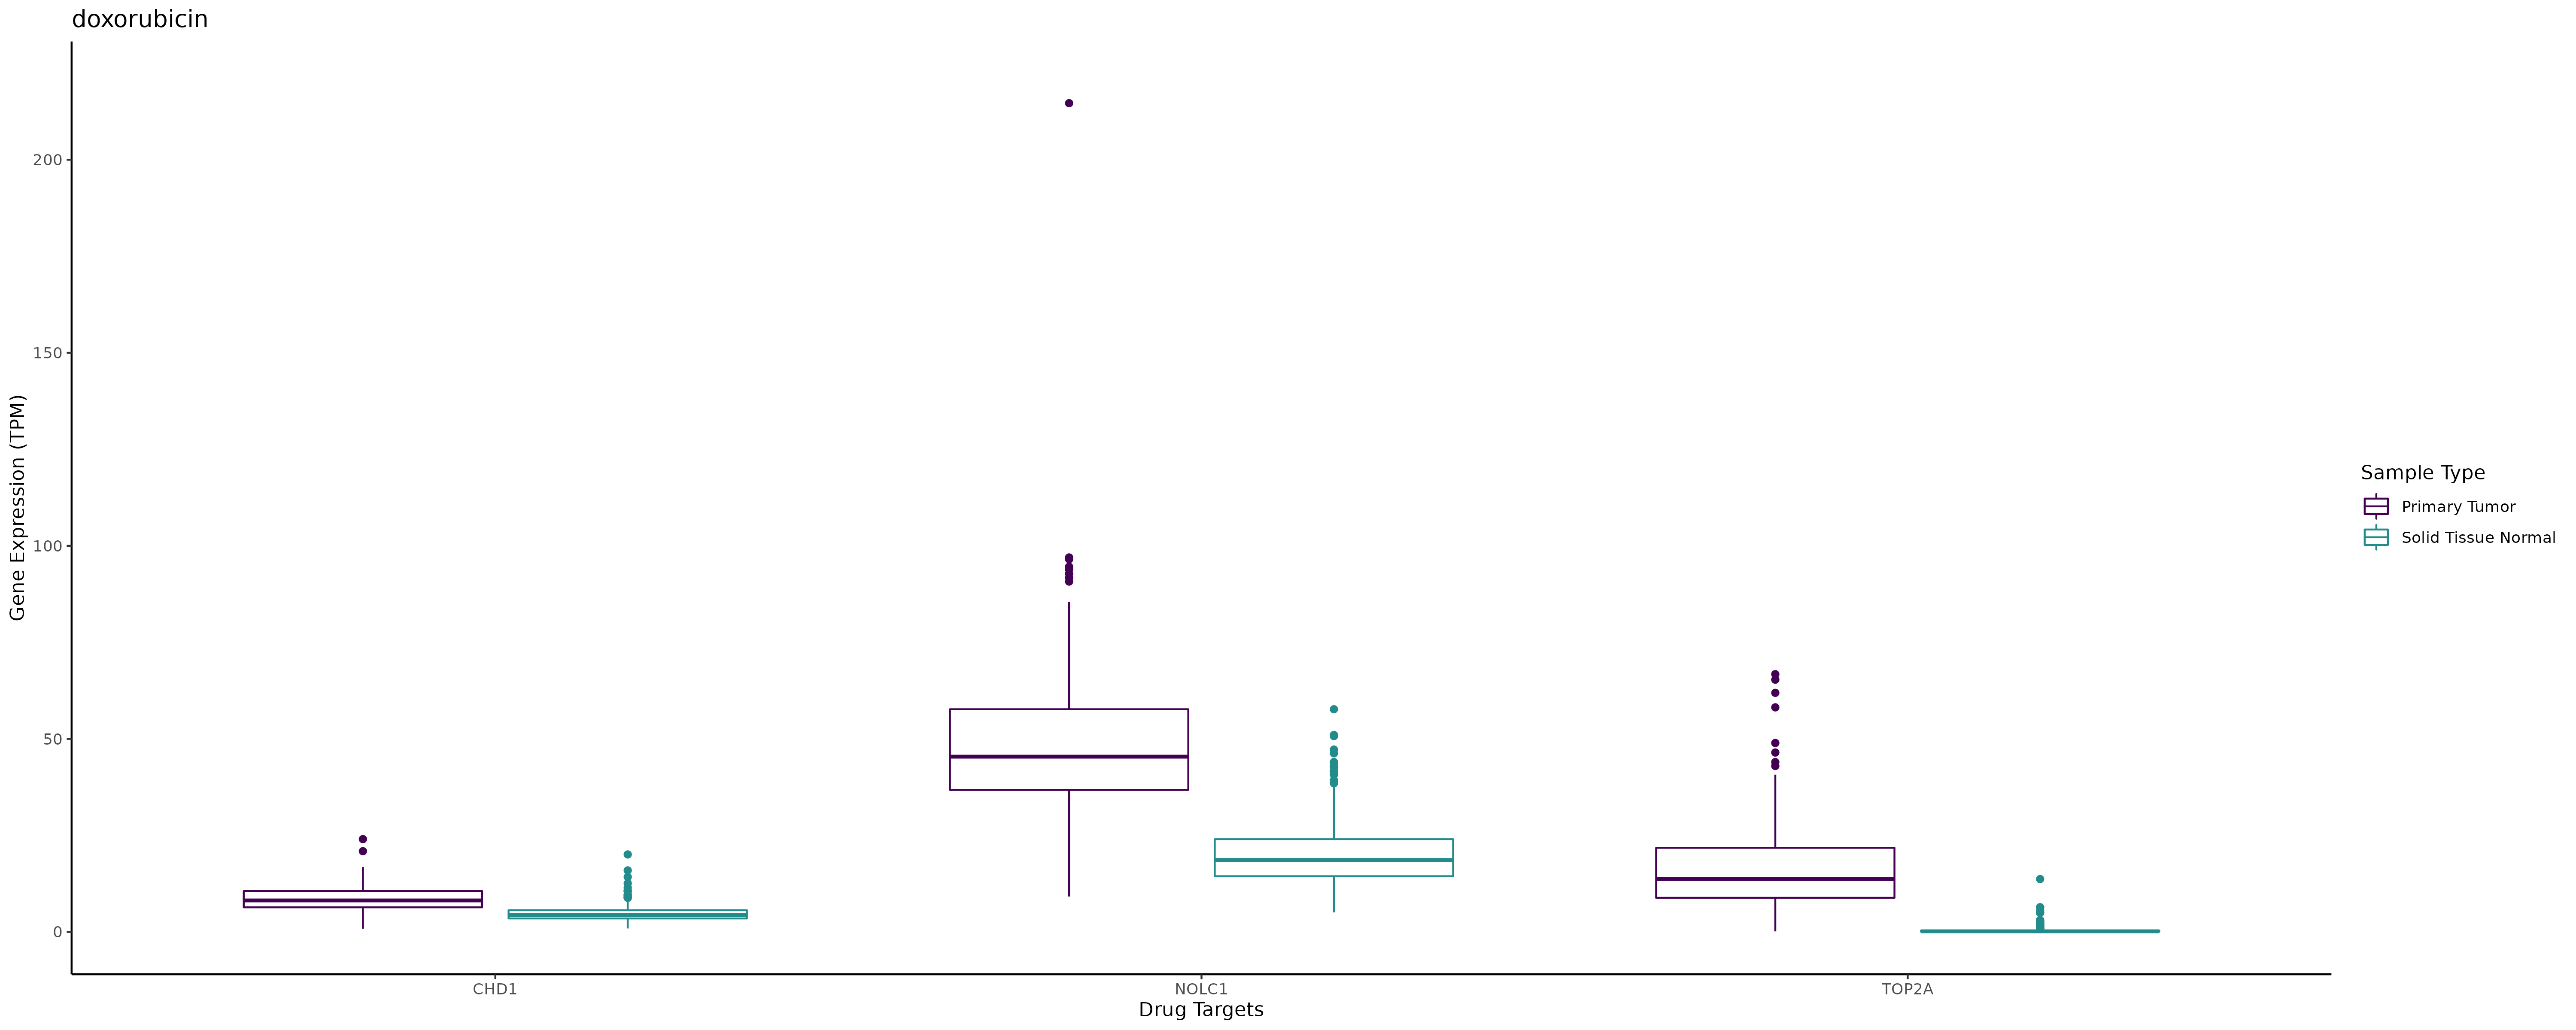 doxorubicin
Gene Expression (TPM)
200
150
100
50
0
CHD1
NOLC1
TOP2A
Drug Targets
Sample Type
Primary Tumor
Solid Tissue Normal